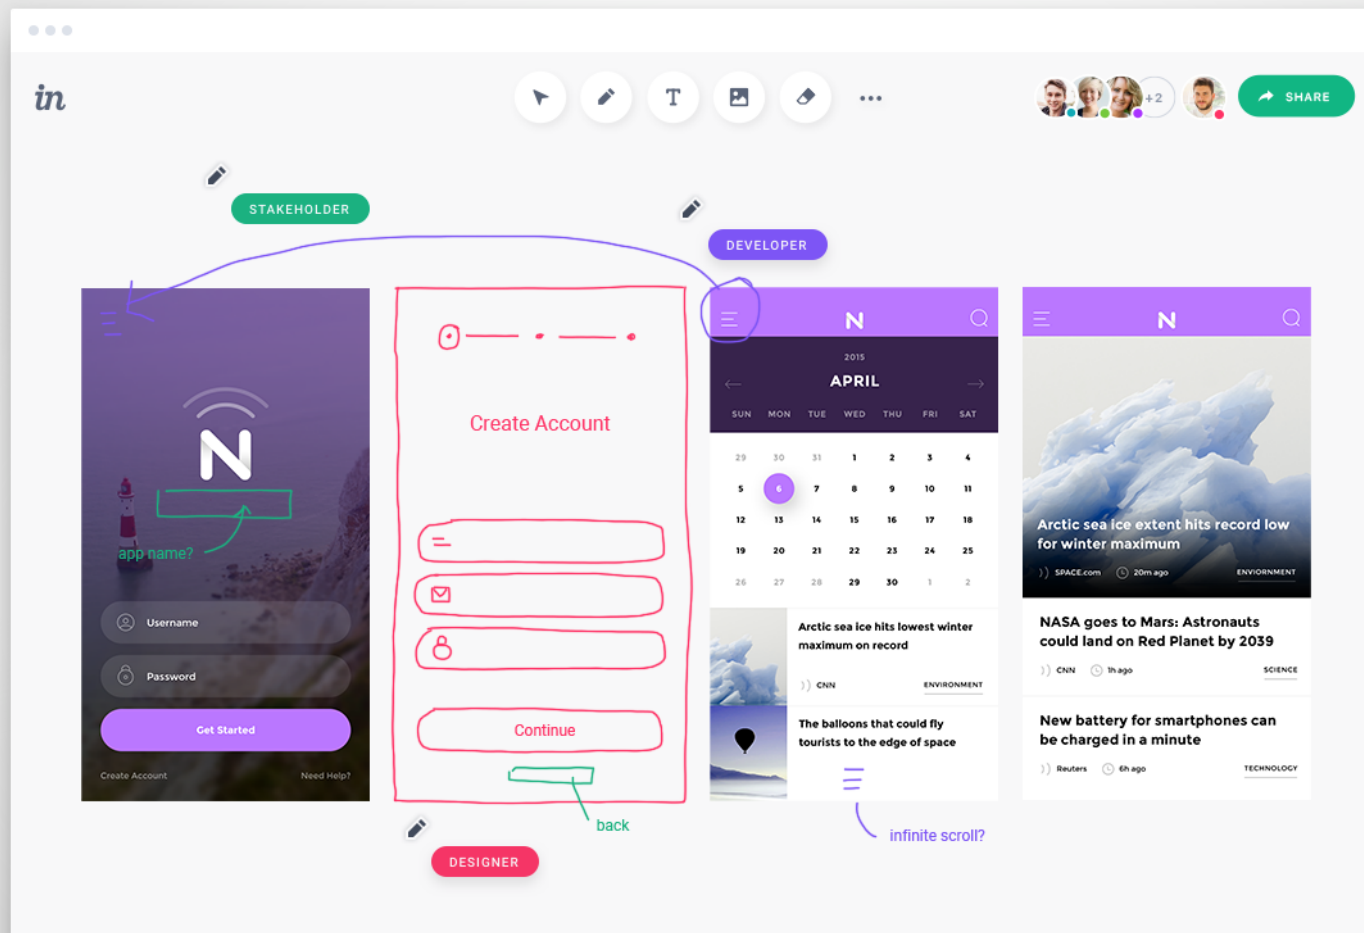 in
T
+2
SHARE
STAKEHOLDER
DEVELOPER
N
app name?
Username
Password
Get Started
Create Account
Need Help?
Create Account
Continue
back
DESIGNER
N
2015
APRIL
SUN MON TUE WED THU FRI SAT
29 30 31 1 2 3 4
5 6 7 8 9 10 11
12 13 14 15 16 17 18
19 20 21 22 23 24 25
26 27 28 29 30 1 2
Arctic sea ice hits lowest winter
maximum on record
CNN ENVIRONMENT
The balloons that could fly
tourists to the edge of space
infinite scroll?
N
Arctic sea ice extent hits record low
for winter maximum
SPACE.com 20m ago ENVIORNMENT
NASA goes to Mars: Astronauts
could land on Red Planet by 2039
CNN 1h ago SCIENCE
New battery for smartphones can
be charged in a minute
Reuters 6h ago TECHNOLOGY